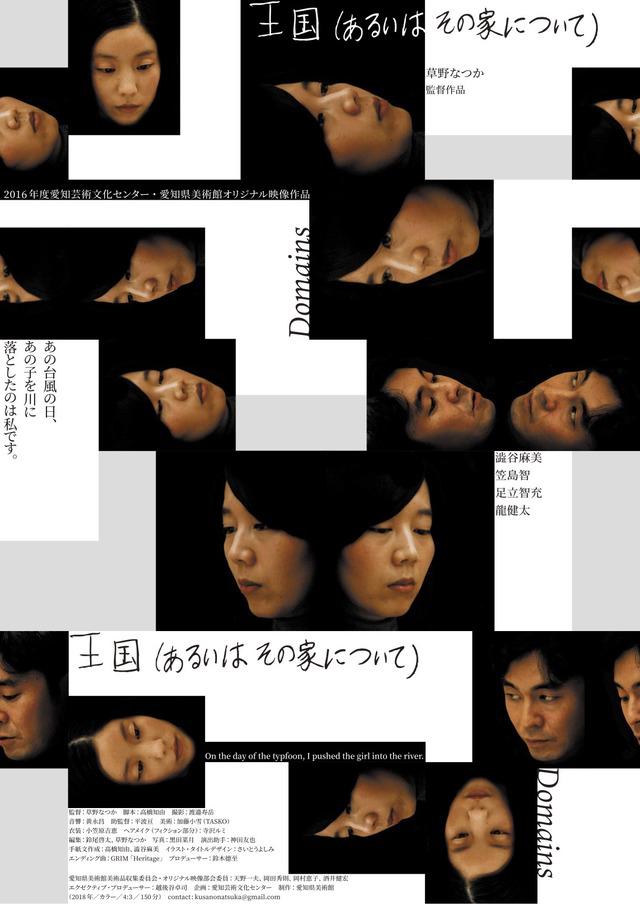 王国(あるいはその家について)
草野なつか
監督作品
2016年度愛知芸術文化センター・愛知県美術館オリジナル映像作品
Domains
あの台風の日、
あの子を川に
落としたのは私です。
澁谷麻美
笠島智
足立智充
龍健太
王国(あるいはその家について)
On the day of the typfoon, I pushed the girl into the river.
Domains
監督：草野なつか 脚本：高橋知由 撮影：渡邉寿岳
音響：黄永昌 助監督：平波亘 美術：加藤小雪(TASKO)
衣装：小笠原吉恵 ヘアメイク(フィクション部分)：寺沢ルミ
編集：鈴尾啓太、草野なつか 写真：黒田菜月 演出助手：神田友也
手紙文作成：高橋知由、澁谷麻美 イラスト・タイトルデザイン：さいとうよしみ
エンディング曲：GRIM「Heritage」 プロデューサー：鈴木徳至
愛知県美術館美術品収集委員会・オリジナル映像部会委員：天野一夫、岡田秀則、岡村恵子、酒井健宏
エクゼクティブ・プロデューサー：越後谷卓司 企画：愛知芸術文化センター 制作：愛知県美術館
(2018年／カラー／4:3／150分) contact: kusanonatsuka@gmail.com